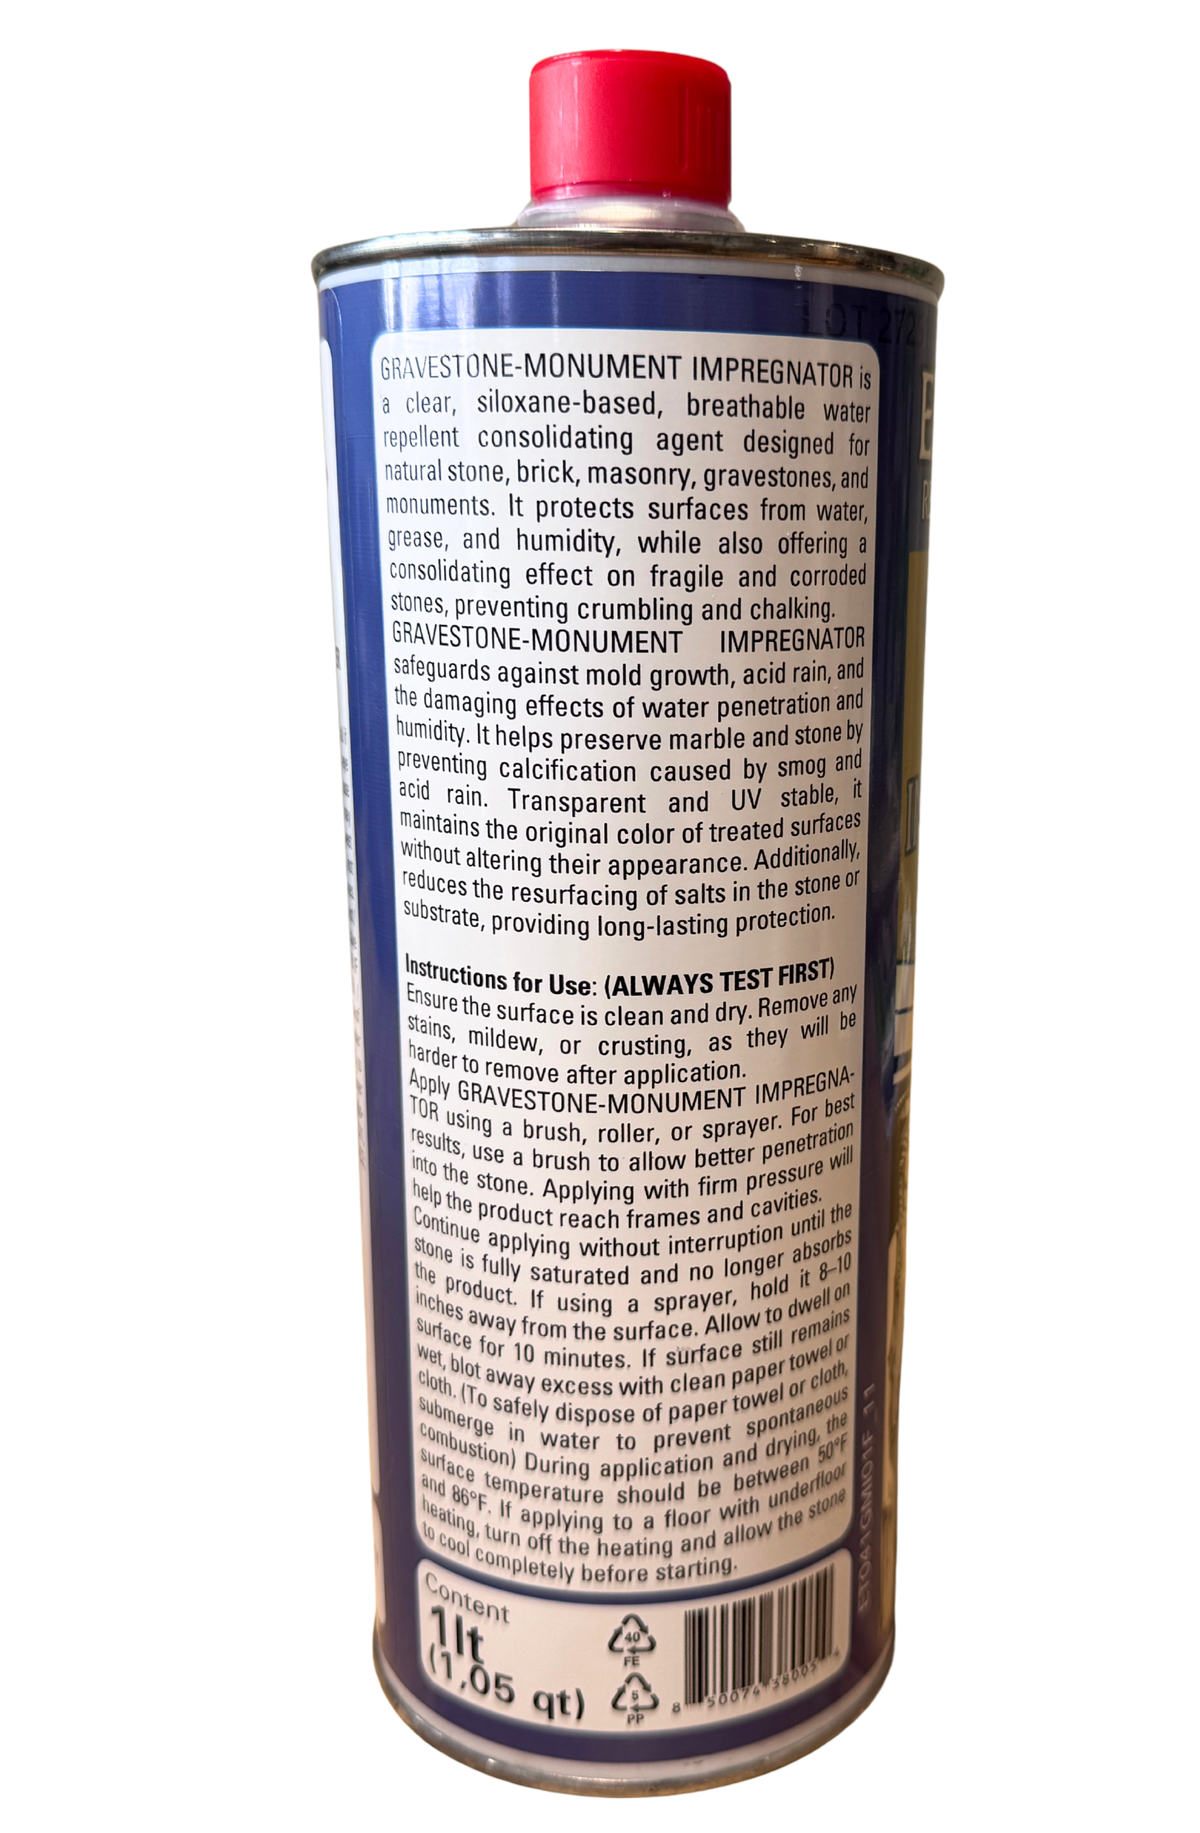 LOT 272
GRAVESTONE-MONUMENT IMPREGNATOR is
a clear, siloxane-based, breathable water
repellent consolidating agent designed for
natural stone, brick, masonry, gravestones, and
monuments. It protects surfaces from water,
grease, and humidity, while also offering a
consolidating effect on fragile and corroded
stones, preventing crumbling and chalking.
GRAVESTONE-MONUMENT IMPREGNATOR
safeguards against mold growth, acid rain, and
the damaging effects of water penetration and
humidity. It helps preserve marble and stone by
preventing calcification caused by smog and
acid rain. Transparent and UV stable, it
maintains the original color of treated surfaces
without altering their appearance. Additionally,
reduces the resurfacing of salts in the stone or
substrate, providing long-lasting protection.
Instructions for Use: (ALWAYS TEST FIRST)
Ensure the surface is clean and dry. Remove any
stains, mildew, or crusting, as they will be
harder to remove after application.
Apply GRAVESTONE-MONUMENT IMPREGNA-
TOR using a brush, roller, or sprayer. For best
results, use a brush to allow better penetration
into the stone. Applying with firm pressure will
help the product reach frames and cavities.
Continue applying without interruption until the
stone is fully saturated and no longer absorbs
the product. If using a sprayer, hold it 8–10
inches away from the surface. Allow to dwell on
surface for 10 minutes. If surface still remains
wet, blot away excess with clean paper towel or
cloth. (To safely dispose of paper towel or cloth,
submerge in water to prevent spontaneous
combustion) During application and drying, the
surface temperature should be between 50°F
and 86°F. If applying to a floor with underfloor
heating, turn off the heating and allow the stone
to cool completely before starting.
Content
1lt
(1,05 qt)
40
FE
5
PP
8 50074 38005 4